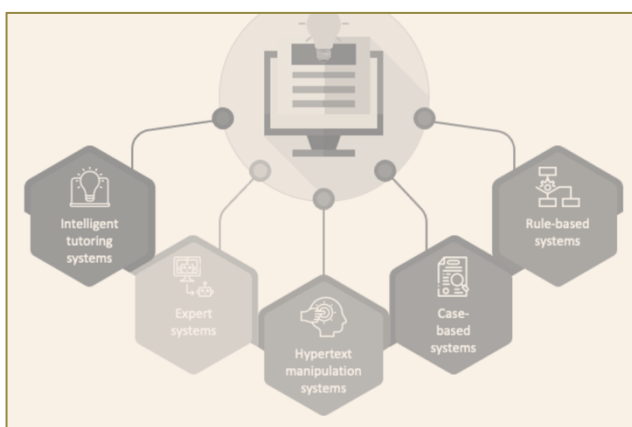 Intelligent
tutoring
systems
Expert
systems
Hypertext
manipulation
systems
Case-
based
systems
Rule-based
systems